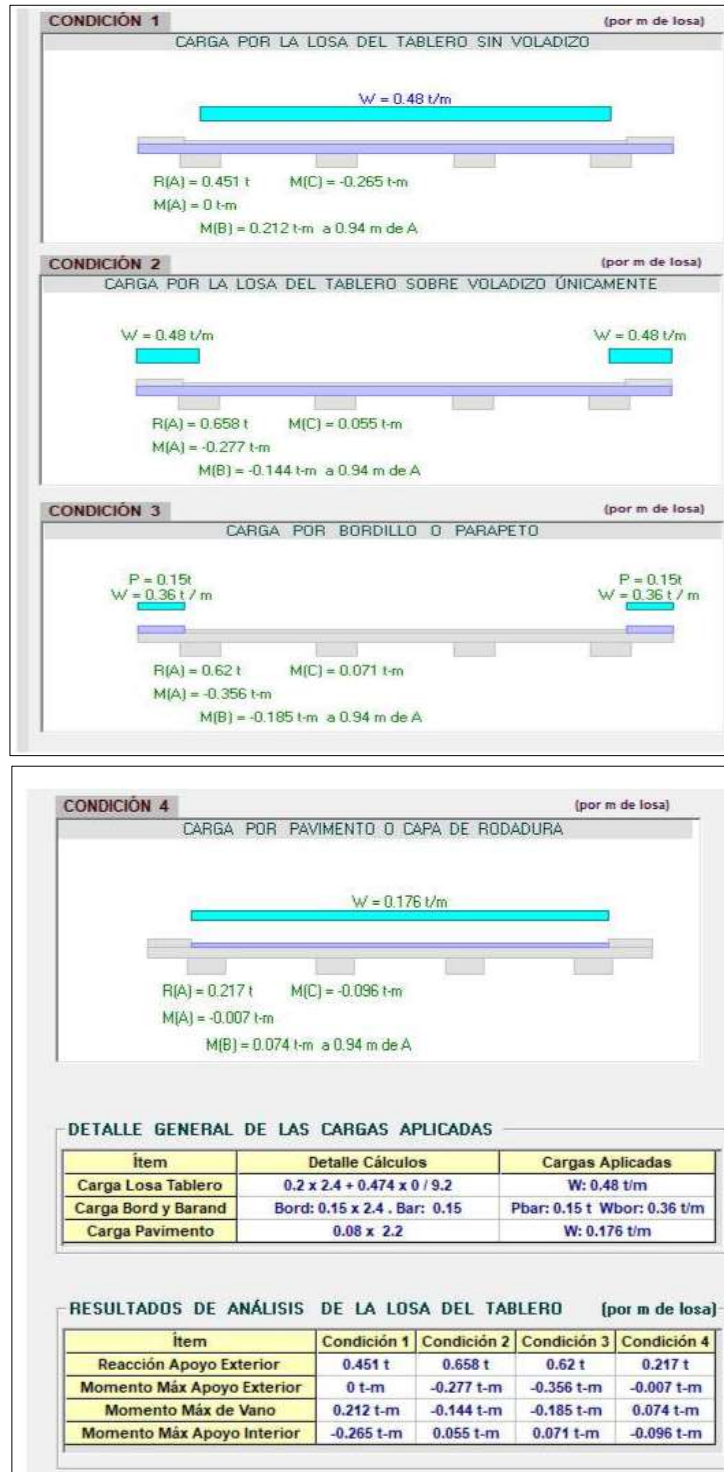 CONDICIÓN 1 (por m de losa)
CARGA POR LA LOSA DEL TABLERO SIN VOLADIZO
W = 0.48 t/m
R(A) = 0.451 t M(C) = -0.265 t-m
M(A) = 0 t-m
M(B) = 0.212 t-m a 0.94 m de A
CONDICIÓN 2 (por m de losa)
CARGA POR LA LOSA DEL TABLERO SOBRE VOLADIZO ÚNICAMENTE
W = 0.48 t/m W = 0.48 t/m
R(A) = 0.658 t M(C) = 0.055 t-m
M(A) = -0.277 t-m
M(B) = -0.144 t-m a 0.94 m de A
CONDICIÓN 3 (por m de losa)
CARGA POR BORDILLO O PARAPETO
P = 0.15t P = 0.15t
W = 0.36 t / m W = 0.36 t / m
R(A) = 0.62 t M(C) = 0.071 t-m
M(A) = -0.356 t-m
M(B) = -0.185 t-m a 0.94 m de A
CONDICIÓN 4 (por m de losa)
CARGA POR PAVIMENTO O CAPA DE RODADURA
W = 0.176 t/m
R(A) = 0.217 t M(C) = -0.096 t-m
M(A) = -0.007 t-m
M(B) = 0.074 t-m a 0.94 m de A
DETALLE GENERAL DE LAS CARGAS APLICADAS
Ítem Detalle Cálculos Cargas Aplicadas
Carga Losa Tablero 0.2 x 2.4 + 0.474 x 0 / 9.2 W: 0.48 t/m
Carga Bord y Barand Bord: 0.15 x 2.4 . Bar: 0.15 Pbar: 0.15 t Wbor: 0.36 t/m
Carga Pavimento 0.08 x 2.2 W: 0.176 t/m
RESULTADOS DE ANÁLISIS DE LA LOSA DEL TABLERO (por m de losa)
Ítem Condición 1 Condición 2 Condición 3 Condición 4
Reacción Apoyo Exterior 0.451 t 0.658 t 0.62 t 0.217 t
Momento Máx Apoyo Exterior 0 t-m -0.277 t-m -0.356 t-m -0.007 t-m
Momento Máx de Vano 0.212 t-m -0.144 t-m -0.185 t-m 0.074 t-m
Momento Máx Apoyo Interior -0.265 t-m 0.055 t-m 0.071 t-m -0.096 t-m